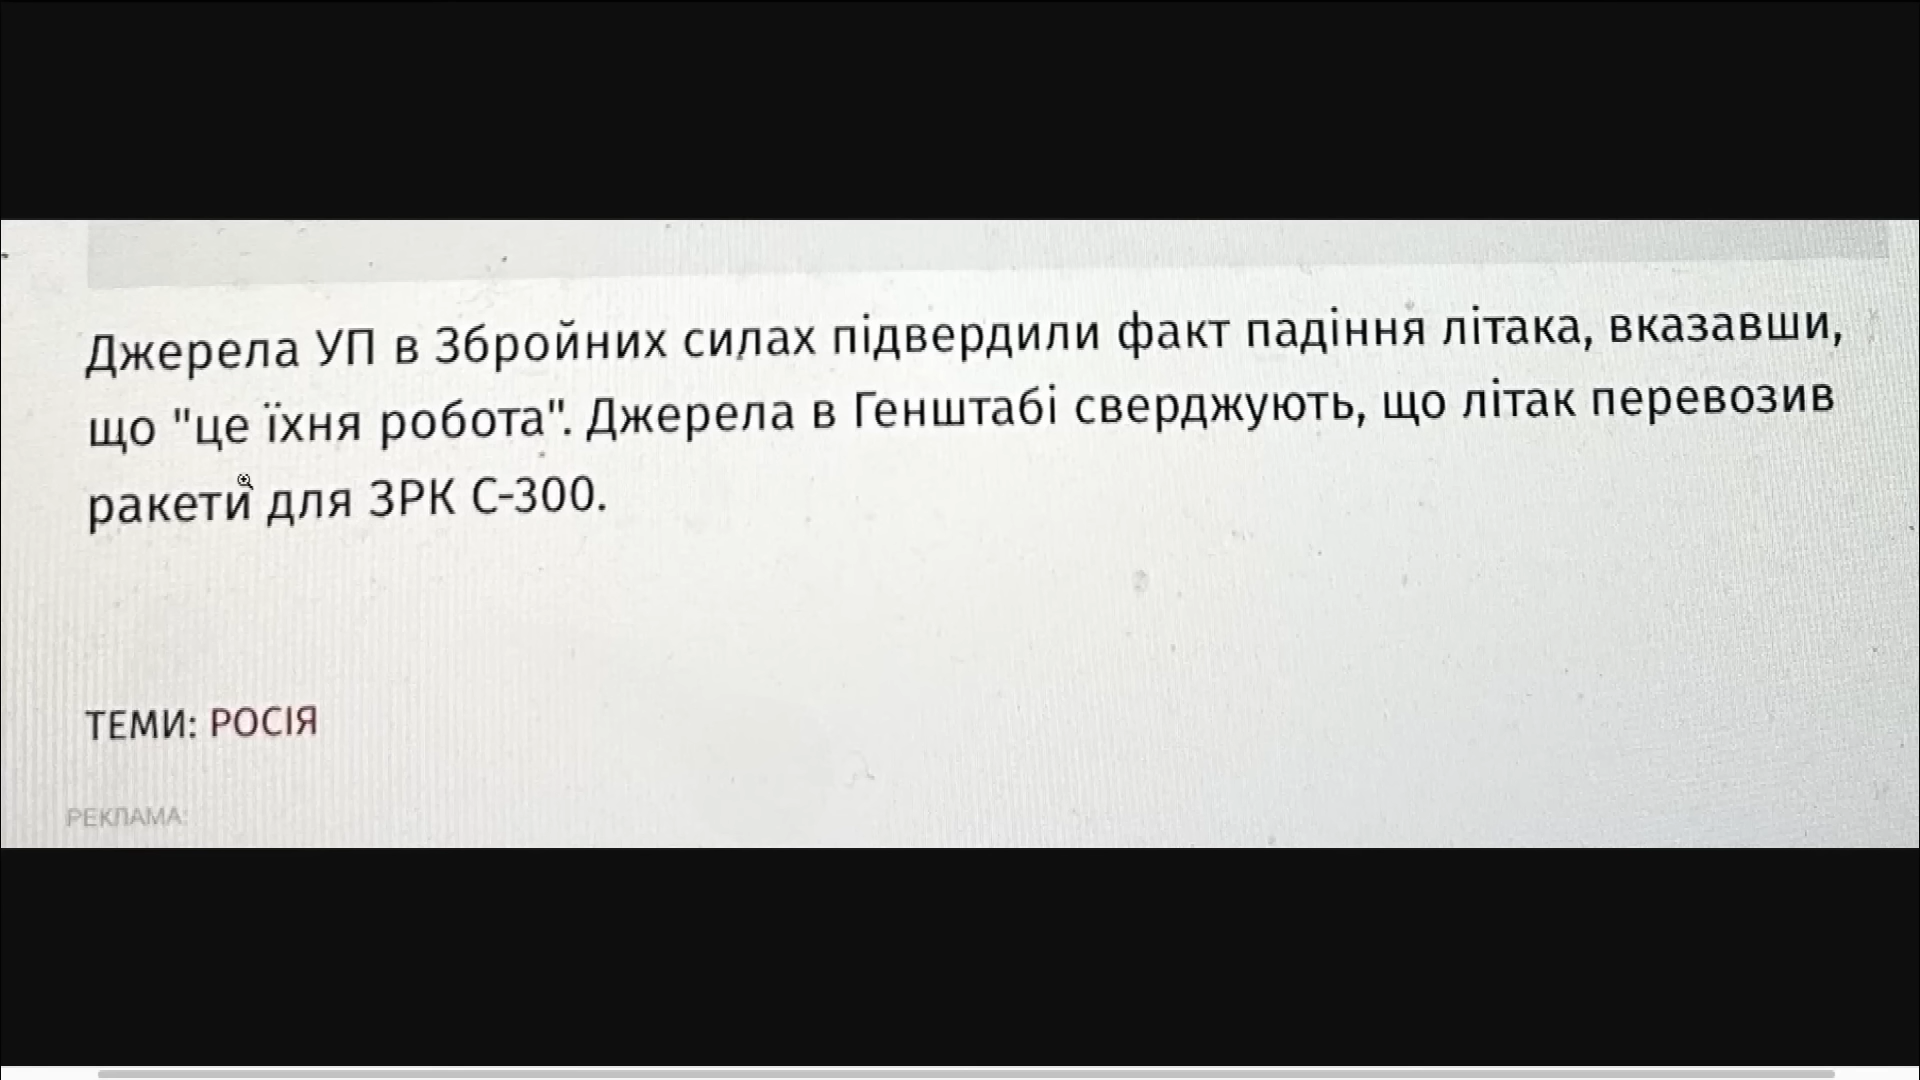 Джерела УП в Збройних силах підвердили факт падіння літака, вказавши,
що "це їхня робота". Джерела в Генштабі сверджують, що літак перевозив
ракети для ЗРК С-300.
ТЕМИ: РОСІЯ
РЕКЛАМА: